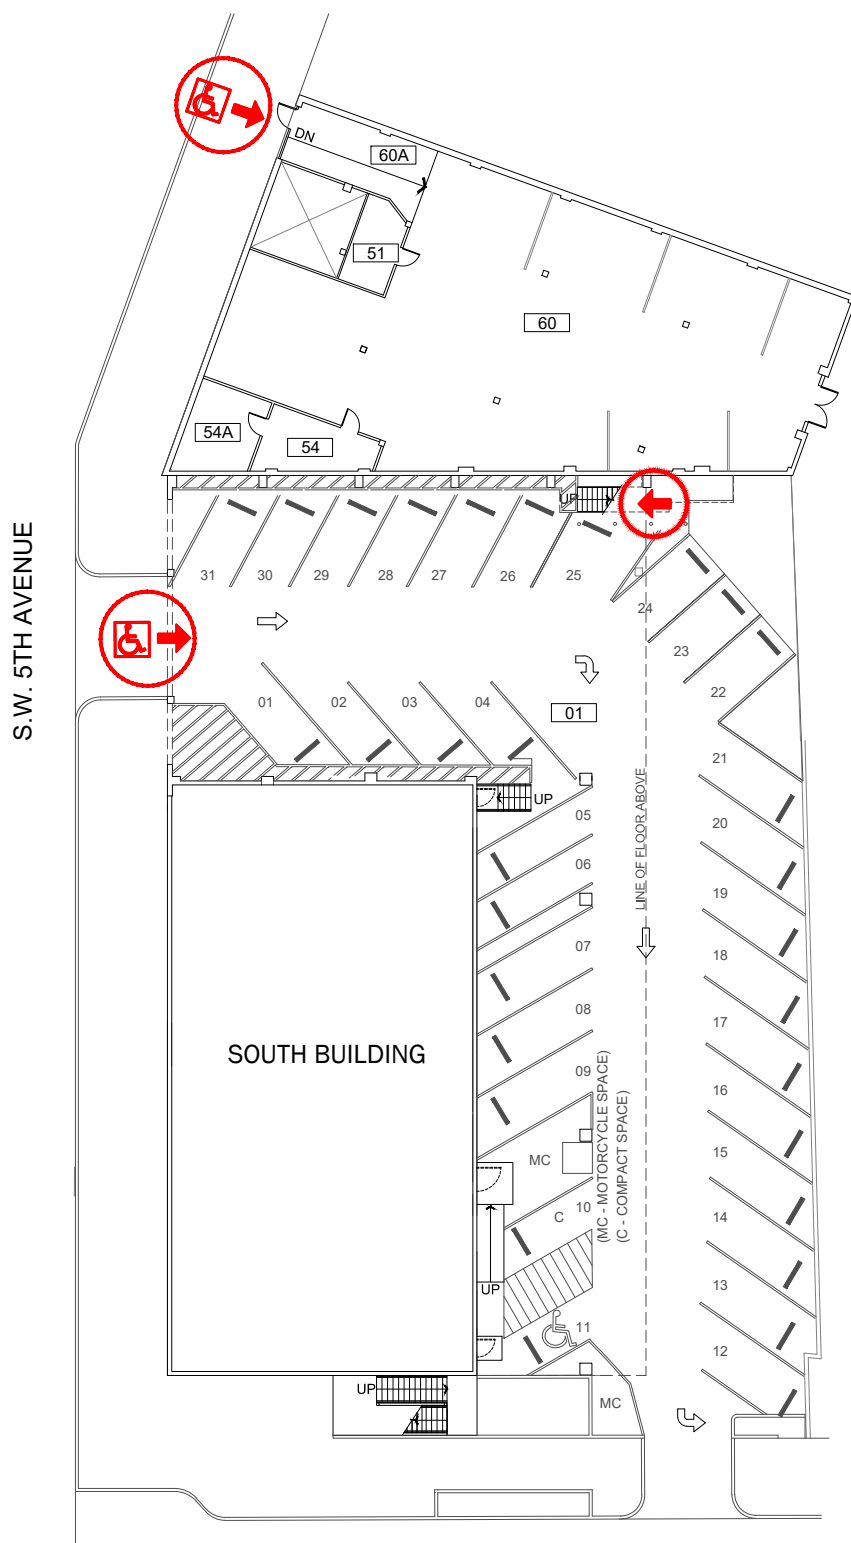 DN
60A
51
60
54A
54
UP
S.W. 5TH AVENUE
31
30
29
28
27
26
25
24
23
22
21
01
02
03
04
01
UP
05
06
07
08
09
LINE OF FLOOR ABOVE
20
19
18
17
16
15
14
13
12
SOUTH BUILDING
(MC - MOTORCYCLE SPACE)
(C - COMPACT SPACE)
MC
10
C
UP
11
UP
MC